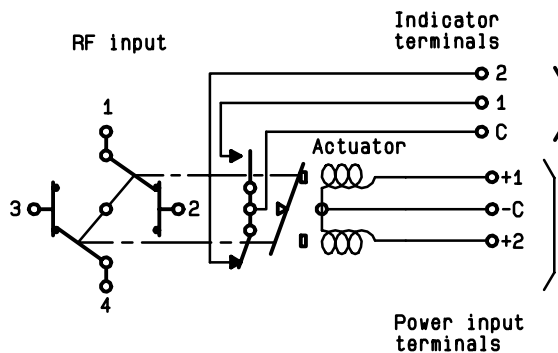 RF input
Indicator
terminals
2
1
C
1
Actuator
+1
3
2
-C
+2
4
Power input
terminals